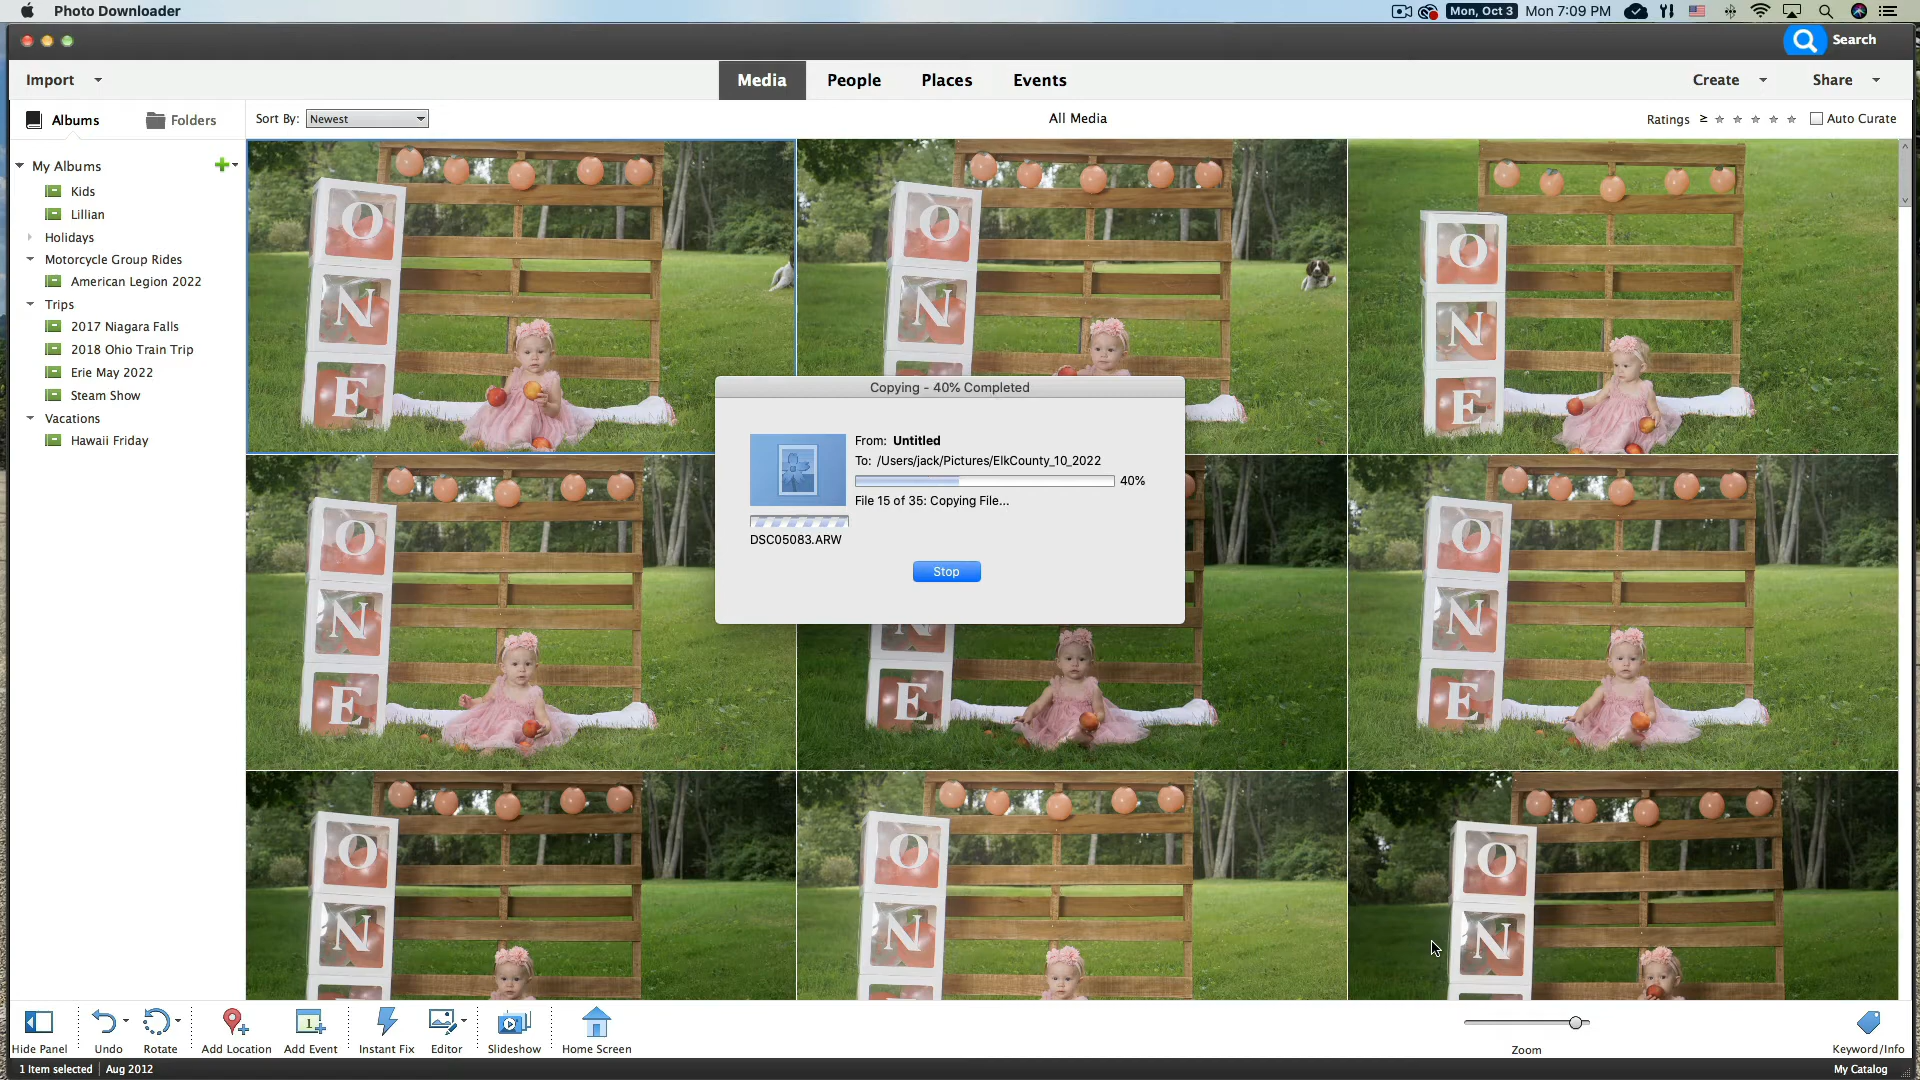 Photo Downloader
Mon, Oct 3 Mon 7:09 PM
Search
Import
Media People Places Events
Create Share
Albums Folders
Sort By: Newest
All Media
Ratings ≥ Auto Curate
My Albums
Kids
Lillian
Holidays
Motorcycle Group Rides
American Legion 2022
Trips
2017 Niagara Falls
2018 Ohio Train Trip
Erie May 2022
Steam Show
Vacations
Hawaii Friday
O
N
E
O
N
O
N
E
Copying - 40% Completed
From: Untitled
To: /Users/jack/Pictures/ElkCounty_10_2022
40%
File 15 of 35: Copying File...
DSC05083.ARW
Stop
O
N
E
N
E
O
N
E
O
N
O
N
O
N
Hide Panel Undo Rotate Add Location 1 Add Event Instant Fix Editor Slideshow Home Screen Zoom Keyword/Info
1 Item selected Aug 2012
My Catalog